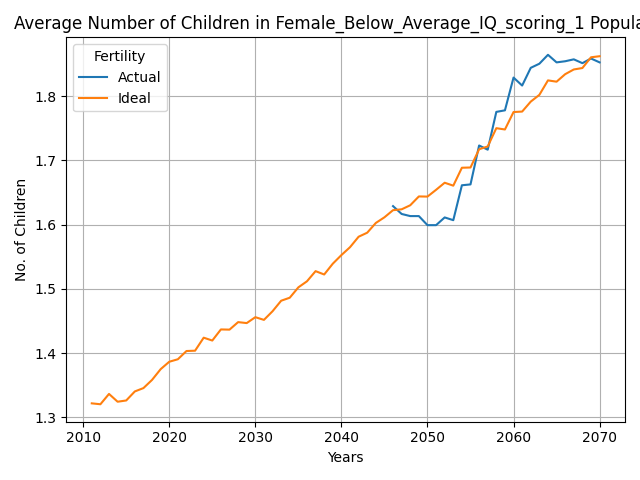 Average Number of Children in Female_Below_Average_IQ_scoring_1 Popula
Fertility
Actual
Ideal
No. of Children
1.8
1.7
1.6
1.5
1.4
1.3
2010 2020 2030 2040 2050 2060 2070
Years